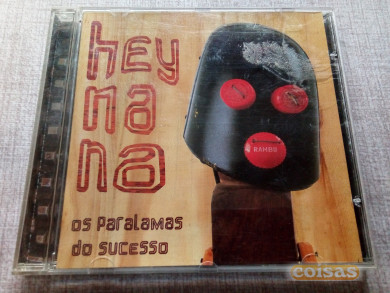 hey
na
na
os paralamas
do sucesso
coisas